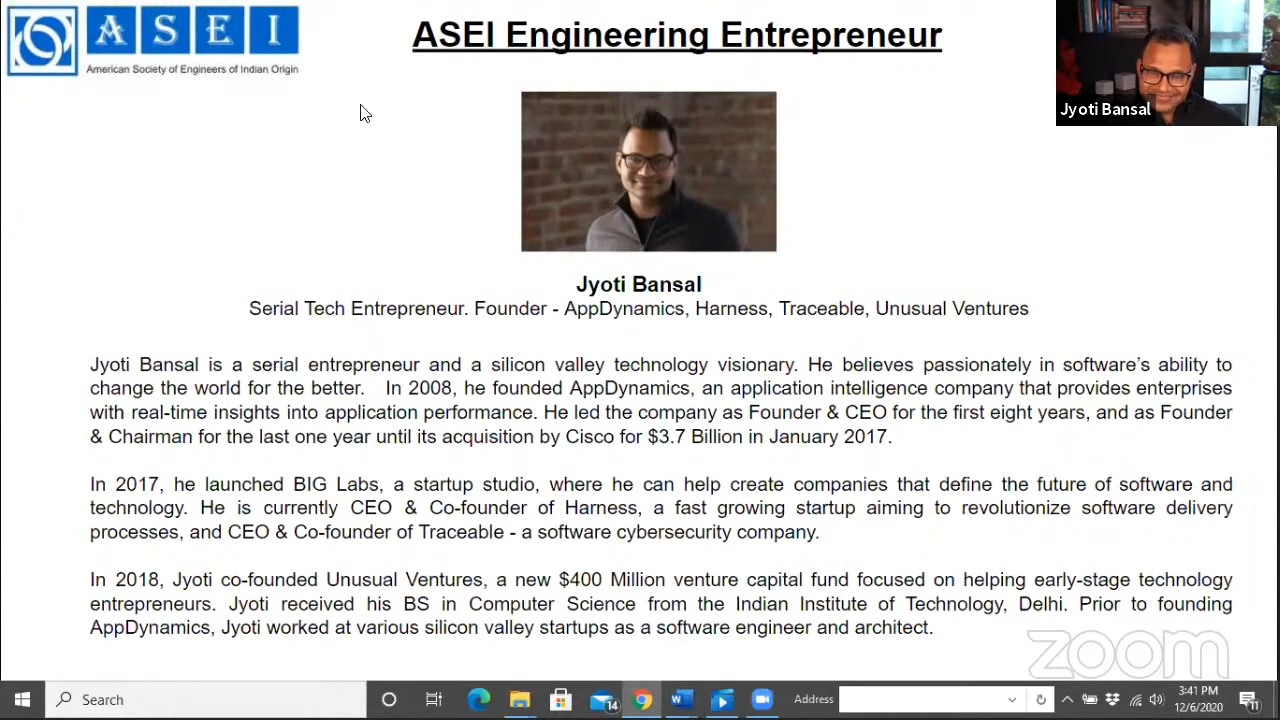 ASEI
American Society of Engineers of Indian Origin
ASEI Engineering Entrepreneur
Jyoti Bansal
Jyoti Bansal
Serial Tech Entrepreneur. Founder - AppDynamics, Harness, Traceable, Unusual Ventures
Jyoti Bansal is a serial entrepreneur and a silicon valley technology visionary. He believes passionately in software's ability to
change the world for the better. In 2008, he founded AppDynamics, an application intelligence company that provides enterprises
with real-time insights into application performance. He led the company as Founder & CEO for the first eight years, and as Founder
& Chairman for the last one year until its acquisition by Cisco for $3.7 Billion in January 2017.
In 2017, he launched BIG Labs, a startup studio, where he can help create companies that define the future of software and
technology. He is currently CEO & Co-founder of Harness, a fast growing startup aiming to revolutionize software delivery
processes, and CEO & Co-founder of Traceable - a software cybersecurity company.
In 2018, Jyoti co-founded Unusual Ventures, a new $400 Million venture capital fund focused on helping early-stage technology
entrepreneurs. Jyoti received his BS in Computer Science from the Indian Institute of Technology, Delhi. Prior to founding
AppDynamics, Jyoti worked at various silicon valley startups as a software engineer and architect.
zoom
Search
14
Address
3:41 PM
12/6/2020
11